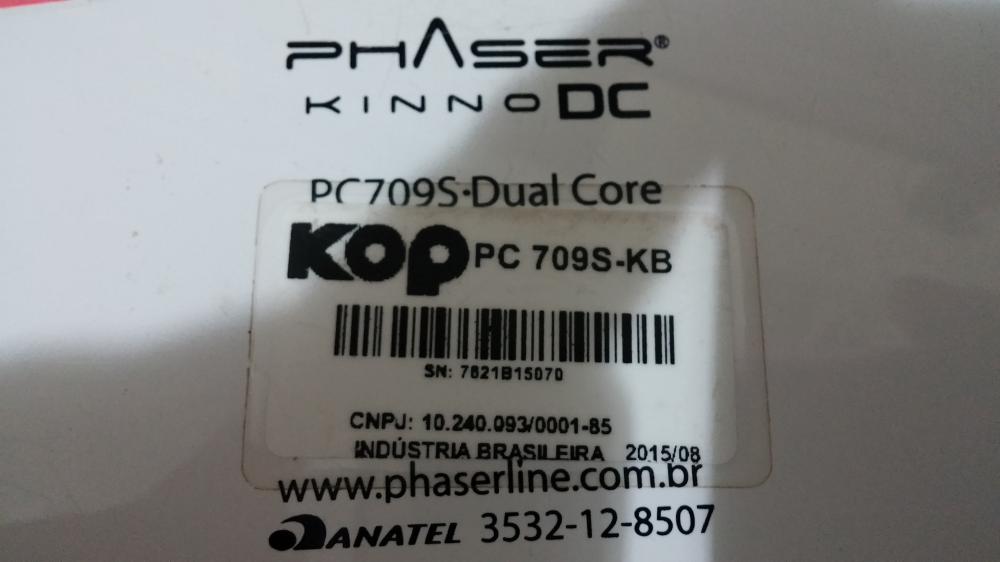 PHASER®
KINNO DC
PC709S-Dual Core
KOP PC 709S-KB
SN: 7621B15070
CNPJ: 10.240.093/0001-85
INDÚSTRIA BRASILEIRA 2015/08
www.phaserline.com.br
ANATEL 3532-12-8507